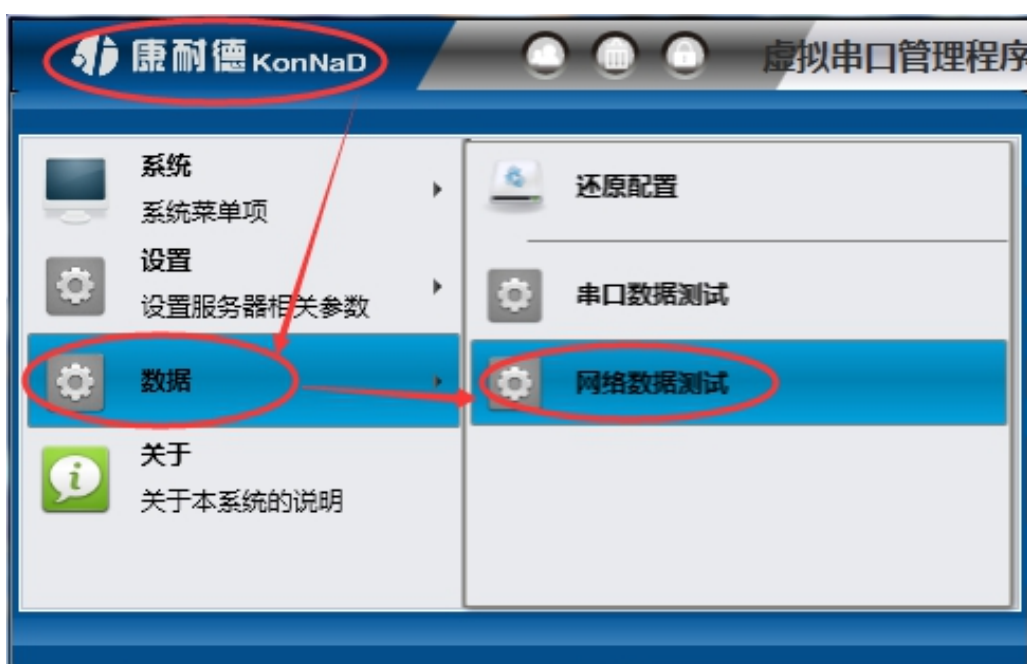 康耐德 KonNaD
虚拟串口管理程序
系统
系统菜单项
设置
设置服务器相关参数
数据
关于
关于本系统的说明
还原配置
串口数据测试
网络数据测试